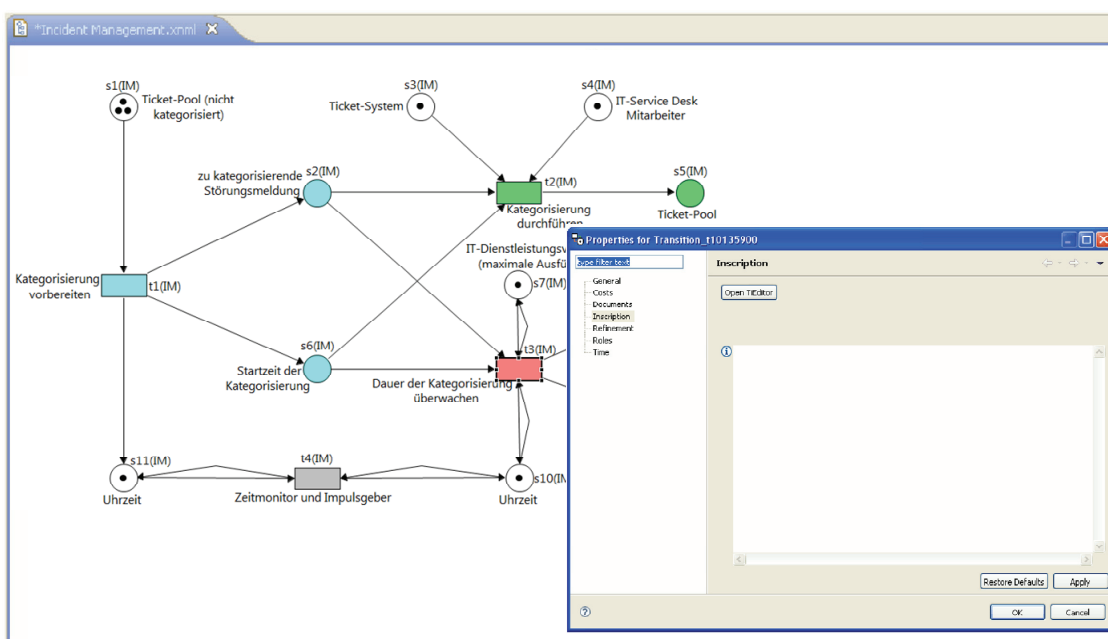 *Incident Management.xnml
s1(IM)
Ticket-Pool (nicht
kategorisiert)
s3(IM)
Ticket-System
s4(IM)
IT-Service Desk
Mitarbeiter
zu kategorisierende
Störungsmeldung
s2(IM)
t2(IM)
Kategorisierung
durchführen
s5(IM)
Ticket-Pool
Kategorisierung
vorbereiten
t1(IM)
IT-Dienstleistungsv
(maximale Ausfü
s7(IM)
s6(IM)
Startzeit der
Kategorisierung
t3(IM)
Dauer der Kategorisierung
überwachen
s11(IM)
Uhrzeit
t4(IM)
Zeitmonitor und Impulsgeber
s10(IM
Uhrzeit
Properties for Transition_t10135900
type filter text
General
Costs
Documents
Inscription
Refinement
Roles
Time
Inscription
Open TiEditor
Restore Defaults
Apply
OK
Cancel